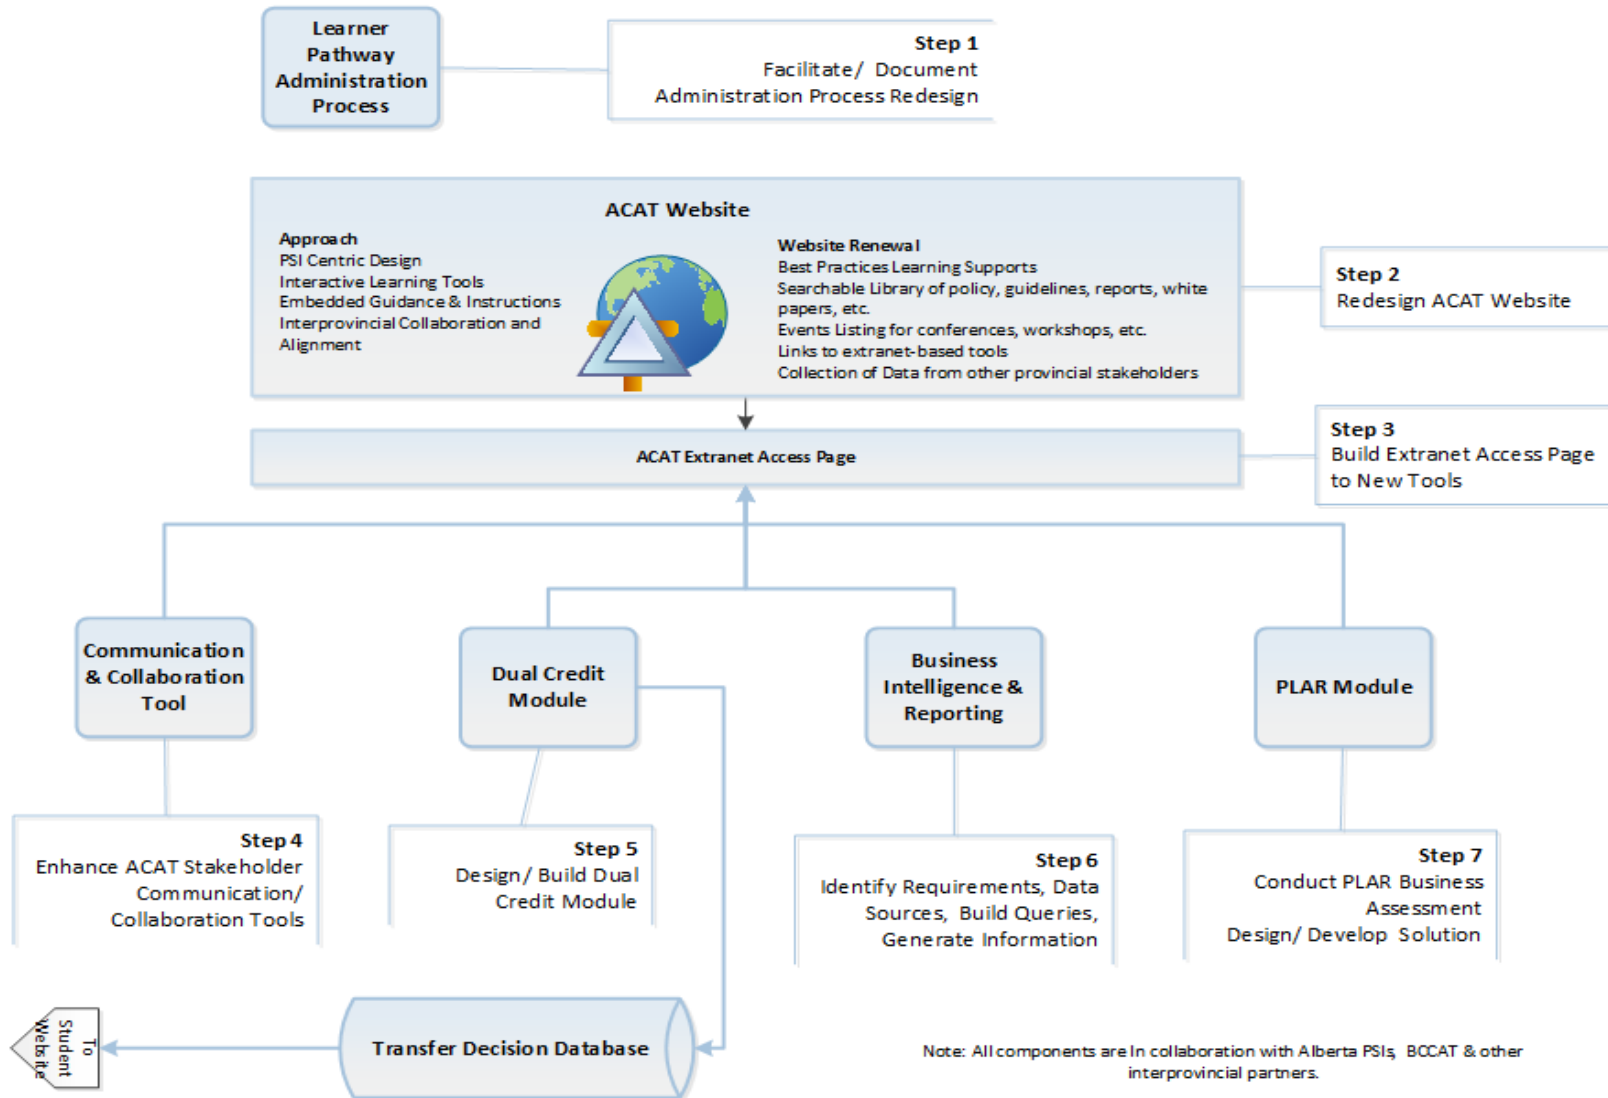 Learner
Pathway
Administration
Process
Step 1
Facilitate/ Document
Administration Process Redesign
ACAT Website
Approach
PSI Centric Design
Interactive Learning Tools
Embedded Guidance & Instructions
Interprovincial Collaboration and
Alignment
Website Renewal
Best Practices Learning Supports
Searchable Library of policy, guidelines, reports, white
papers, etc.
Events Listing for conferences, workshops, etc.
Links to extranet-based tools
Collection of Data from other provincial stakeholders
Step 2
Redesign ACAT Website
ACAT Extranet Access Page
Step 3
Build Extranet Access Page
to New Tools
Communication
& Collaboration
Tool
Dual Credit
Module
Business
Intelligence &
Reporting
PLAR Module
Step 4
Enhance ACAT Stakeholder
Communication/
Collaboration Tools
Step 5
Design/ Build Dual
Credit Module
Step 6
Identify Requirements, Data
Sources, Build Queries,
Generate Information
Step 7
Conduct PLAR Business
Assessment
Design/ Develop Solution
To
Student
Website
Transfer Decision Database
Note: All components are In collaboration with Alberta PSIs, BCCAT & other
interprovincial partners.